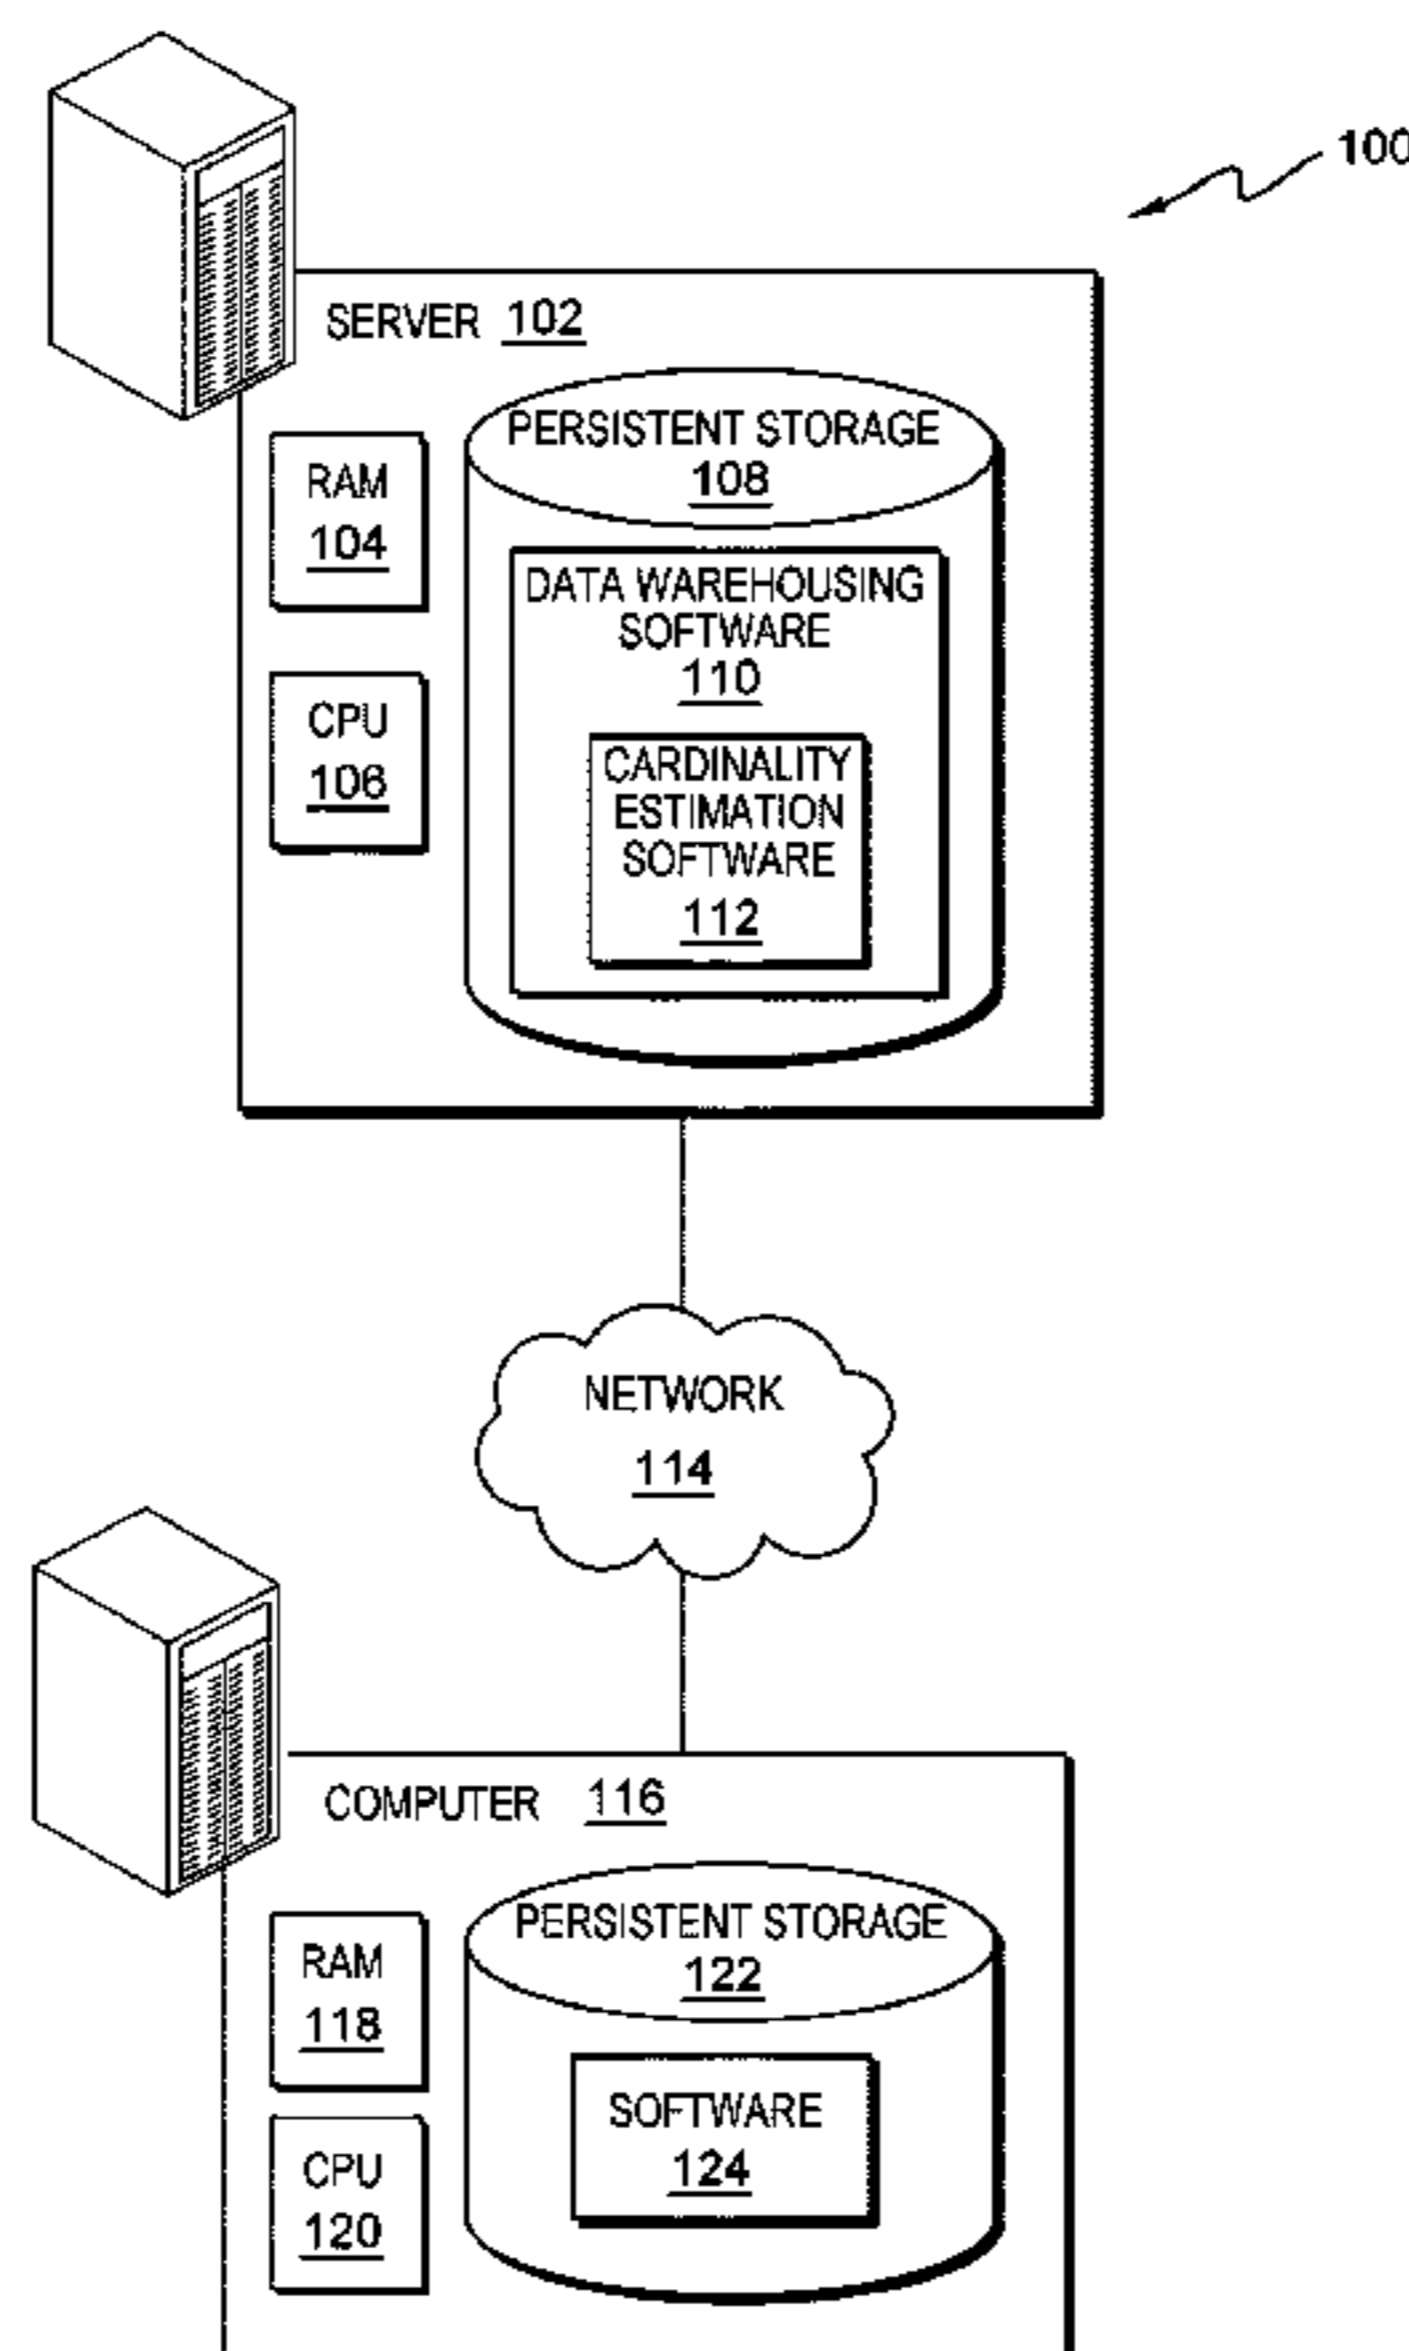 100
SERVER 102
PERSISTENT STORAGE
108
RAM
104
DATA WAREHOUSING
SOFTWARE
110
CPU
106
CARDINALITY
ESTIMATION
SOFTWARE
112
NETWORK
114
COMPUTER 116
PERSISTENT STORAGE
122
RAM
118
SOFTWARE
124
CPU
120